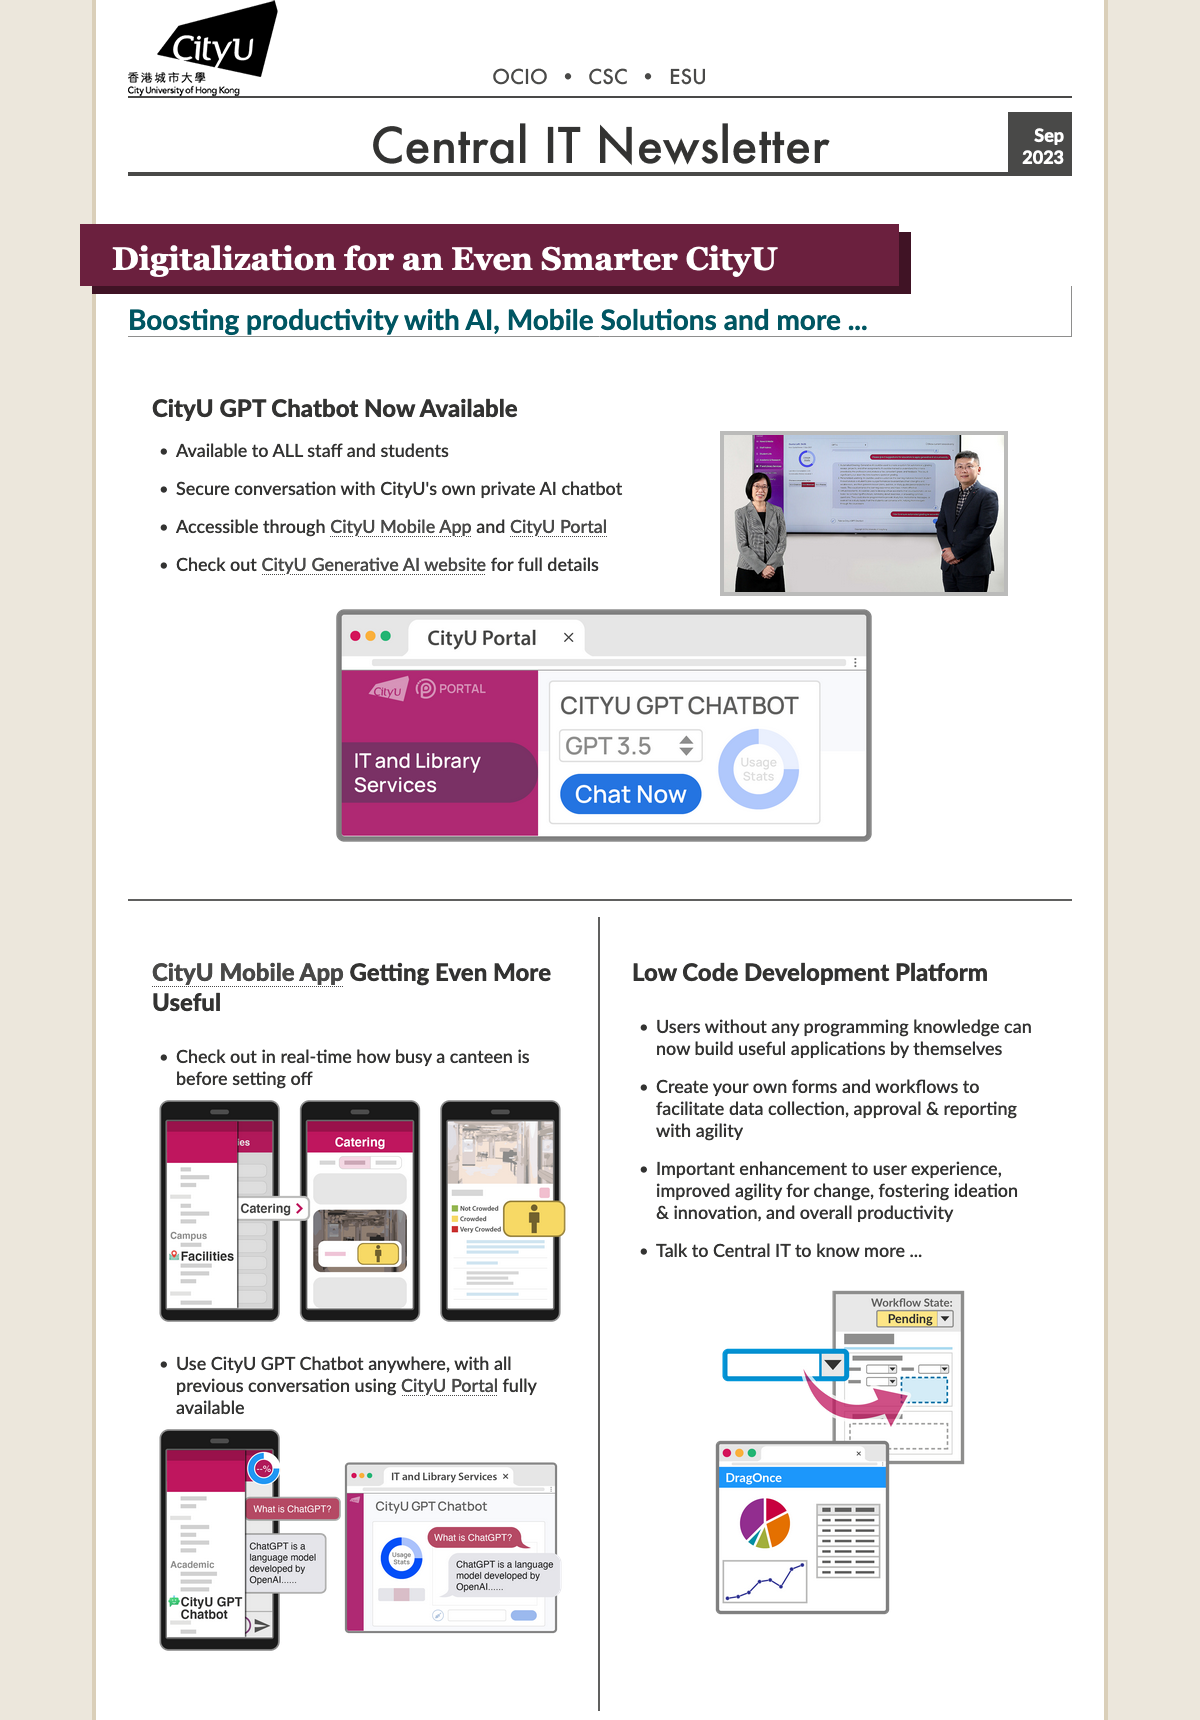 CityU
香港城市大學
City University of Hong Kong
OCIO • CSC • ESU
Central IT Newsletter
Sep
2023
Digitalization for an Even Smarter CityU
Boosting productivity with AI, Mobile Solutions and more ...
CityU GPT Chatbot Now Available
• Available to ALL staff and students
• Secure conversation with CityU's own private AI chatbot
• Accessible through CityU Mobile App and CityU Portal
• Check out CityU Generative AI website for full details
CityU Portal ×
CityU PORTAL
IT and Library
Services
CITYU GPT CHATBOT
GPT 3.5
Chat Now
Usage
Stats
CityU Mobile App Getting Even More
Useful
• Check out in real-time how busy a canteen is
before setting off
ies
Catering
Campus
Facilities
Catering
Not Crowded
Crowded
Very Crowded
• Use CityU GPT Chatbot anywhere, with all
previous conversation using CityU Portal fully
available
--%
What is ChatGPT?
ChatGPT is a
language model
developed by
OpenAI......
Academic
CityU GPT
Chatbot
IT and Library Services ×
CityU GPT Chatbot
Usage
Stats
What is ChatGPT?
ChatGPT is a language
model developed by
OpenAI......
Low Code Development Platform
• Users without any programming knowledge can
now build useful applications by themselves
• Create your own forms and workflows to
facilitate data collection, approval & reporting
with agility
• Important enhancement to user experience,
improved agility for change, fostering ideation
& innovation, and overall productivity
• Talk to Central IT to know more ...
Workflow State:
Pending
×
DragOnce